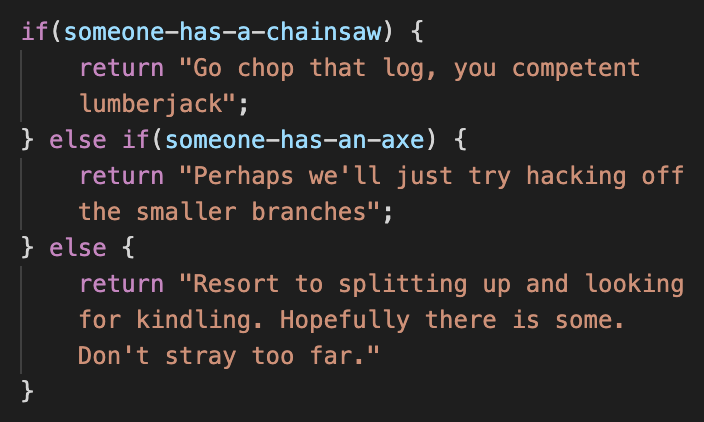 if(someone-has-a-chainsaw) {
    return "Go chop that log, you competent
    lumberjack";
} else if(someone-has-an-axe) {
    return "Perhaps we'll just try hacking off
    the smaller branches";
} else {
    return "Resort to splitting up and looking
    for kindling. Hopefully there is some.
    Don't stray too far."
}